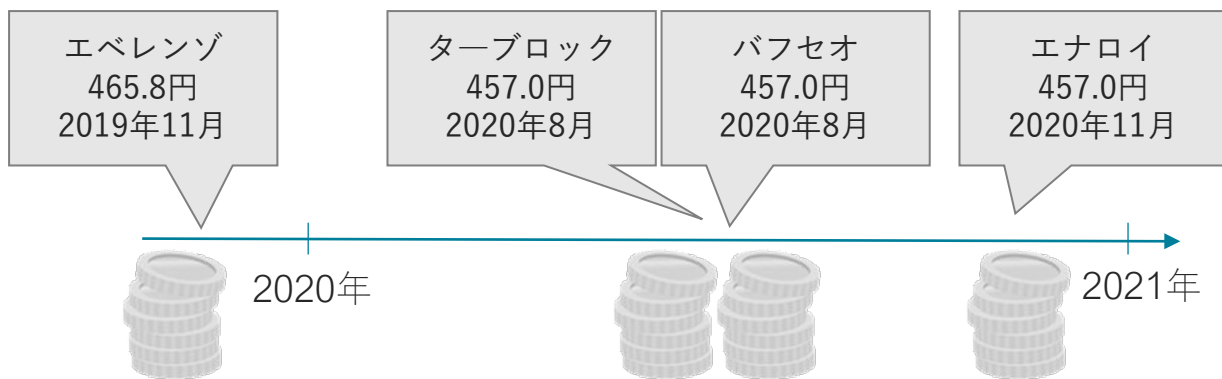 エベレンゾ
465.8円
2019年11月
ターブロック
457.0円
2020年8月
バフセオ
457.0円
2020年8月
エナロイ
457.0円
2020年11月
2020年
2021年